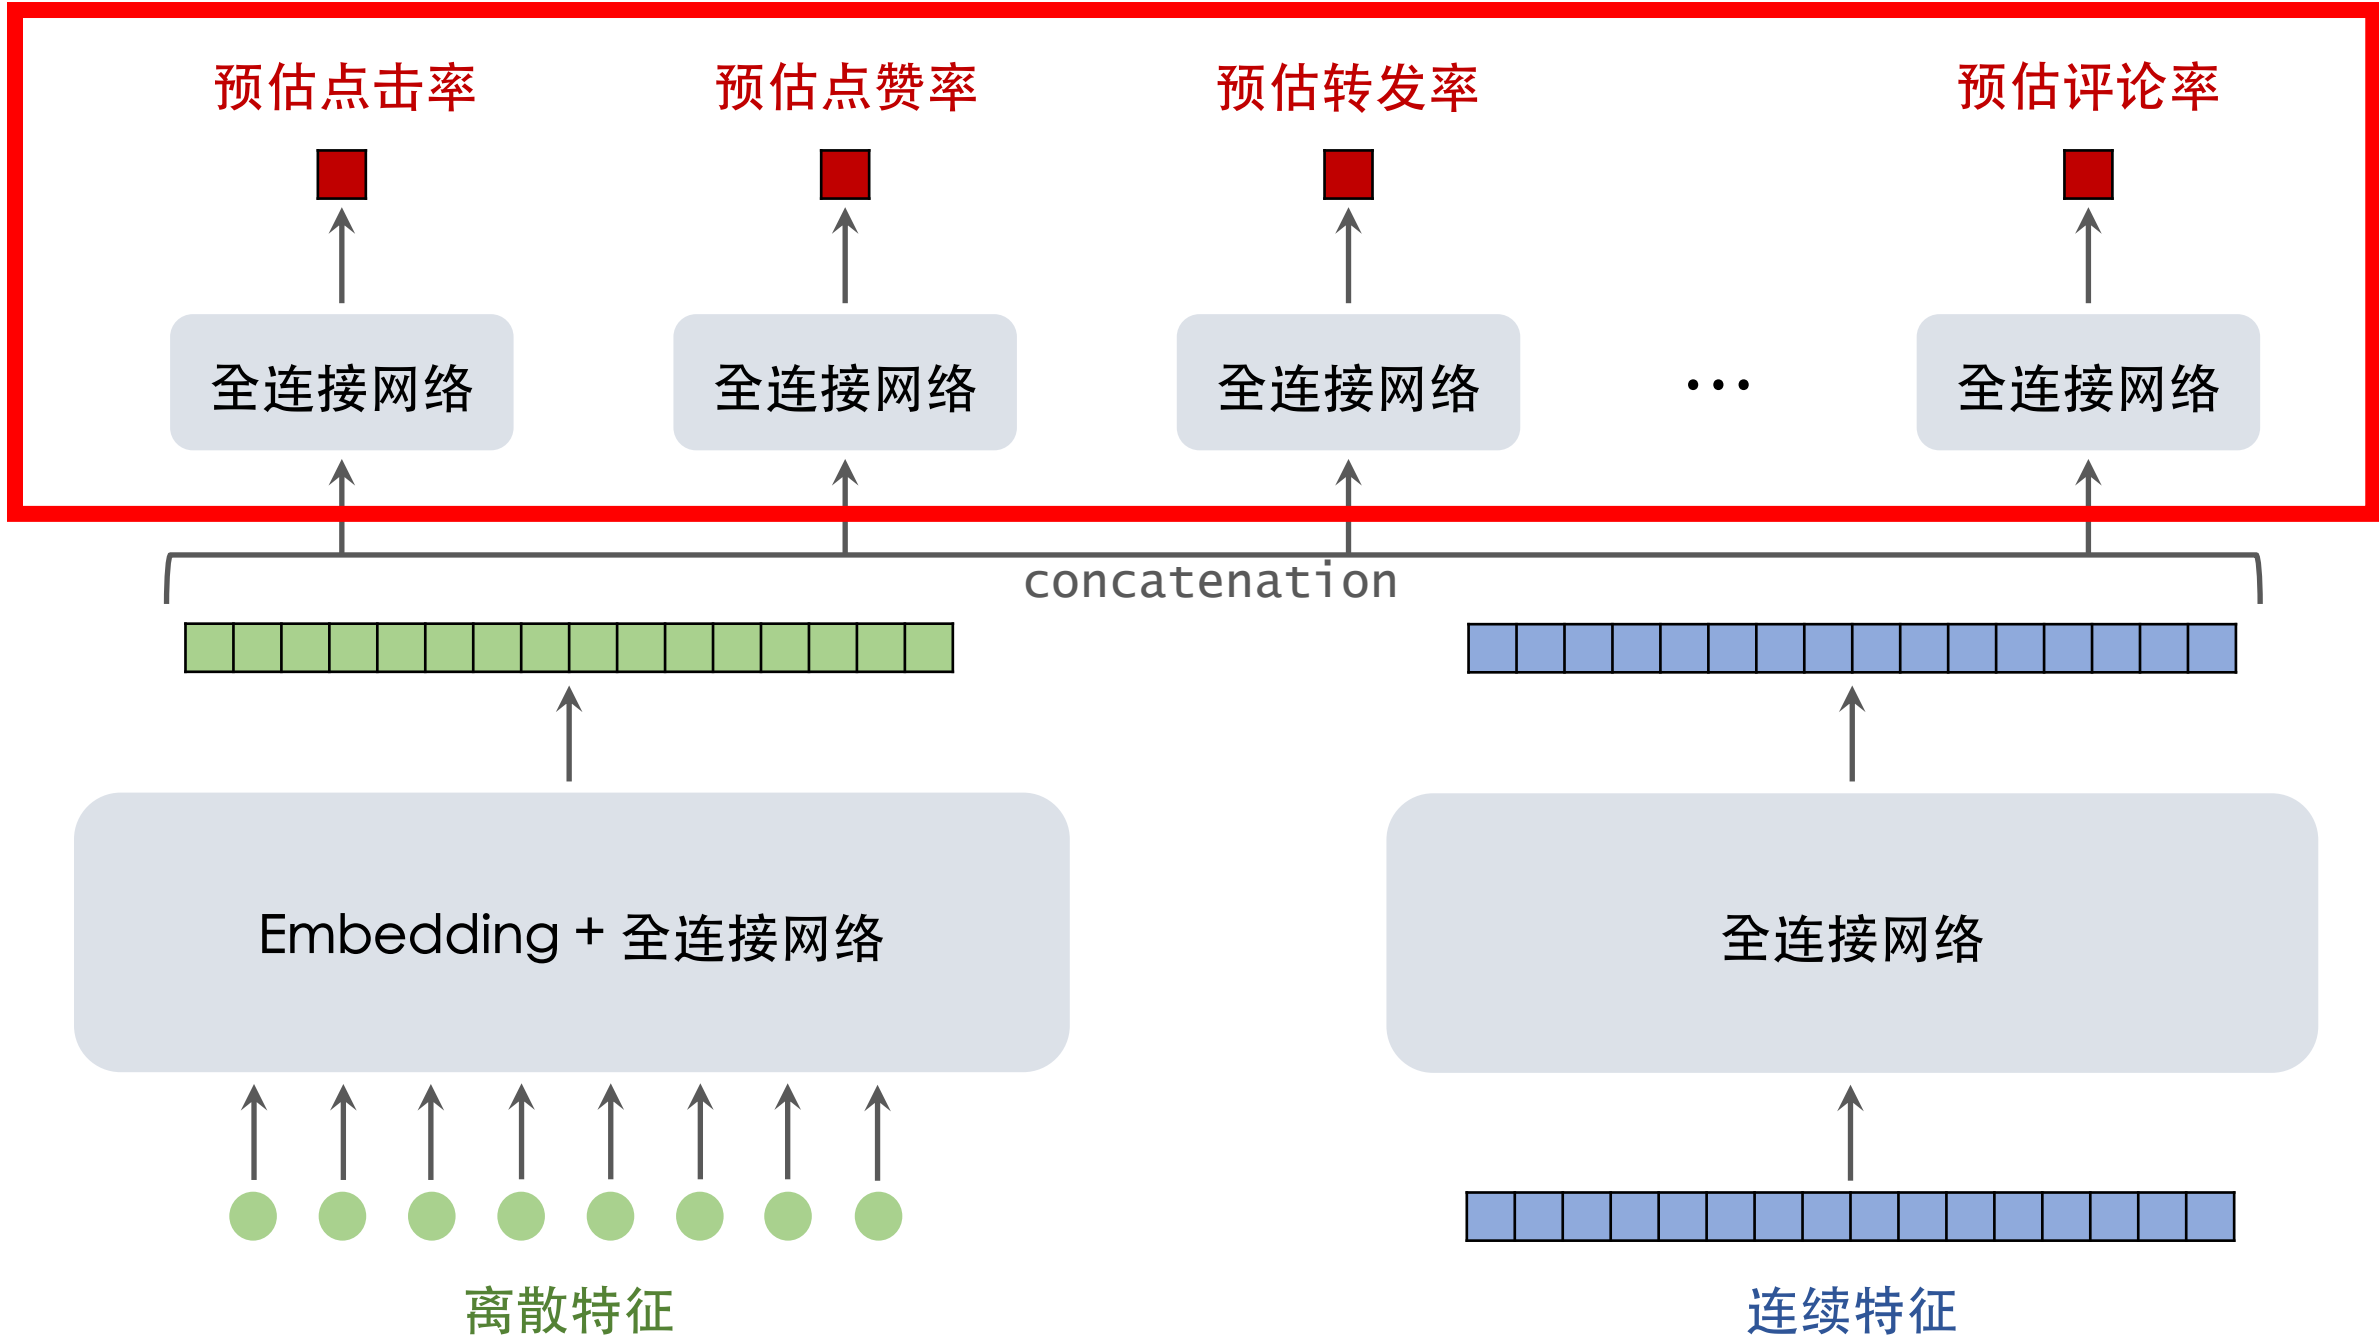 预估点击率 预估点赞率 预估转发率 预估评论率
全连接网络 全连接网络 全连接网络 ... 全连接网络
concatenation
Embedding + 全连接网络 全连接网络
离散特征 连续特征